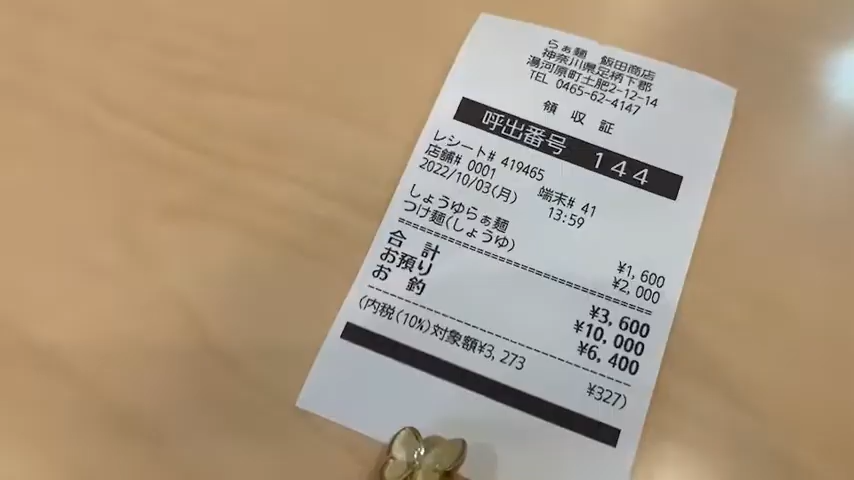 らぁ麺 飯田商店
神奈川県足柄下郡
湯河原町土肥2-12-14
TEL 0465-62-4147
領 収 証
呼出番号 144
レシート# 419465
店舗# 0001 端末# 41
2022/10/03(月) 13:59
しょうゆらぁ麺 ¥1,600
つけ麺(しょうゆ) ¥2,000
合 計 ¥3,600
お預り ¥10,000
お 釣 ¥6,400
(内税(10%)対象額¥3,273 ¥327)